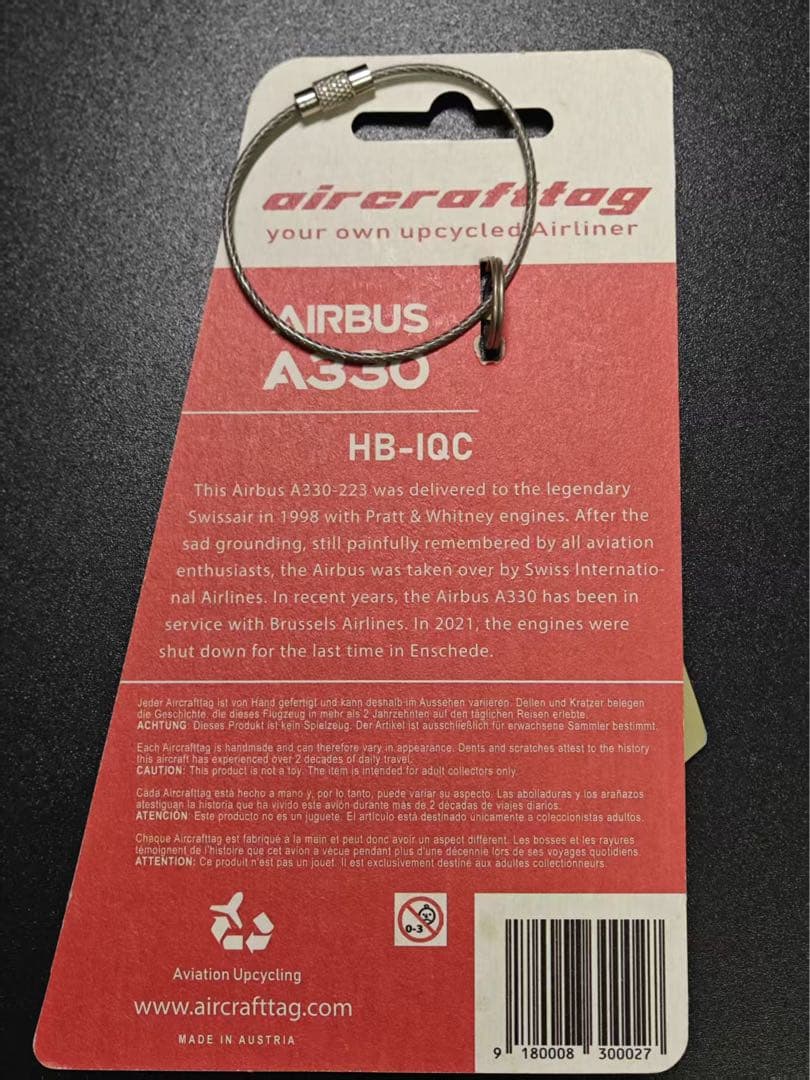 aircrafttag
your own upcycled Airliner
AIRBUS
A330
HB-IQC
This Airbus A330-223 was delivered to the legendary
Swissair in 1998 with Pratt & Whitney engines. After the
sad grounding, still painfully remembered by all aviation
enthusiasts, the Airbus was taken over by Swiss Internatio-
nal Airlines. In recent years, the Airbus A330 has been in
service with Brussels Airlines. In 2021, the engines were
shut down for the last time in Enschede.
Jeder Aircrafttag ist von Hand gefertigt und kann deshalb im Aussehen variieren. Dellen und Kratzer belegen
die Geschichte, die dieses Flugzeug in mehr als 2 Jahrzehnten auf den täglichen Reisen erlebte.
ACHTUNG: Dieses Produkt ist kein Spielzeug. Der Artikel ist ausschließlich für erwachsene Sammler bestimmt.
Each Aircrafttag is handmade and can therefore vary in appearance. Dents and scratches attest to the history
this aircraft has experienced over 2 decades of daily travel.
CAUTION: This product is not a toy. The item is intended for adult collectors only.
Cada Aircrafttag está hecho a mano y, por lo tanto, puede variar su aspecto. Las abolladuras y los arañazos
atestiguan la historia que ha vivido este avión durante más de 2 décadas de viajes diarios.
ATENCIÓN: Este producto no es un juguete. El artículo está destinado únicamente a coleccionistas adultos.
Chaque Aircrafttag est fabriqué à la main et peut donc avoir un aspect différent. Les bosses et les rayures
témoignent de l'histoire que cet avion a vécue pendant plus d'une décennie lors de ses voyages quotidiens.
ATTENTION: Ce produit n'est pas un jouet. Il est exclusivement destiné aux adultes collectionneurs.
0-3
Aviation Upcycling
www.aircrafttag.com
MADE IN AUSTRIA
9 180008 300027